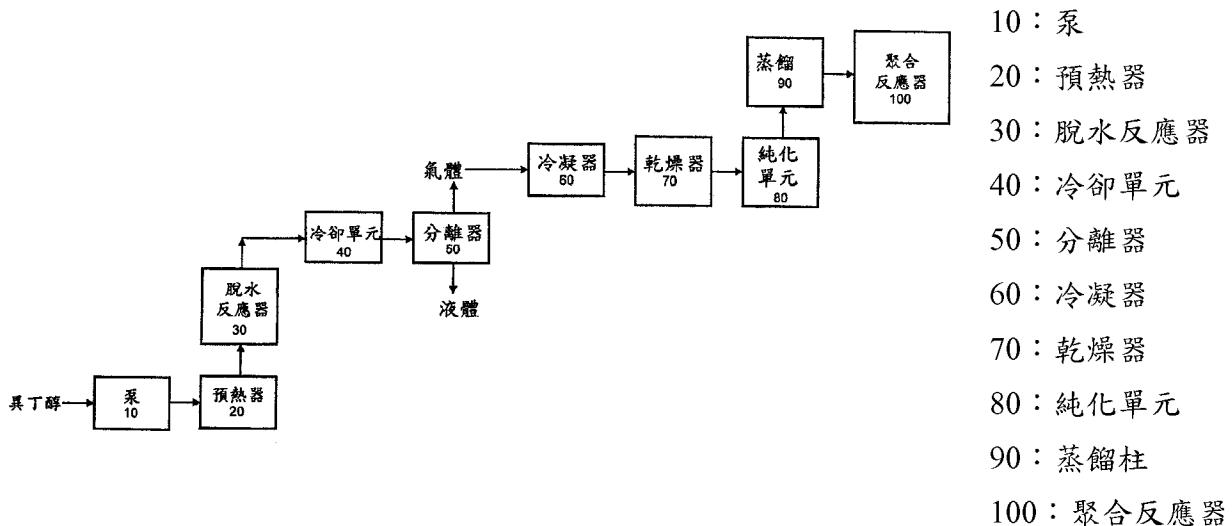 蒸餾
90
聚合
反應器
100
氣體
冷凝器
60
乾燥器
70
純化
單元
80
冷卻單元
40
分離器
50
液體
脫水
反應器
30
異丁醇
泵
10
預熱器
20
10：泵
20：預熱器
30：脫水反應器
40：冷卻單元
50：分離器
60：冷凝器
70：乾燥器
80：純化單元
90：蒸餾柱
100：聚合反應器